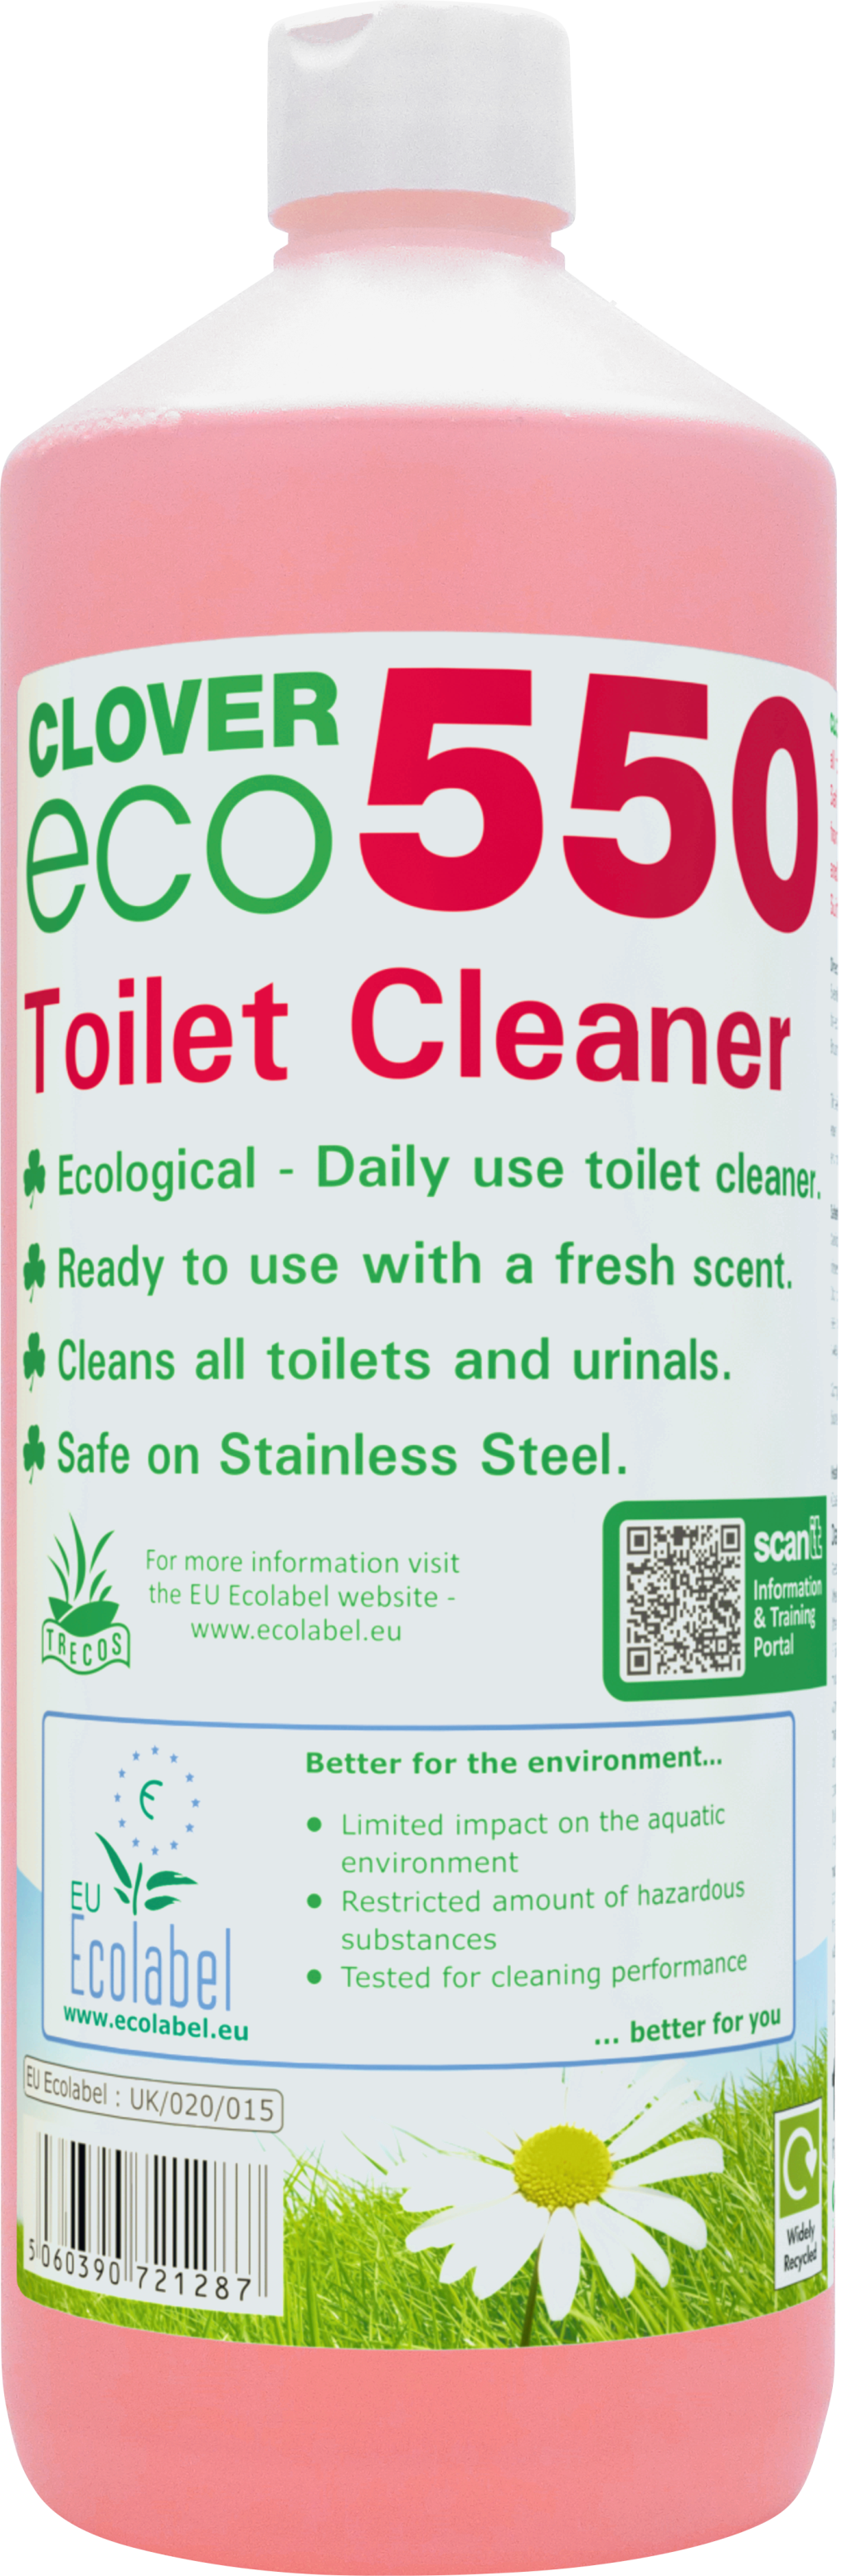 CLOVER
eco 550
Toilet Cleaner
Ecological - Daily use toilet cleaner.
Ready to use with a fresh scent.
Cleans all toilets and urinals.
Safe on Stainless Steel.
TRECOS
For more information visit
the EU Ecolabel website -
www.ecolabel.eu
scanit
Information
& Training
Portal
Better for the environment...
• Limited impact on the aquatic
environment
• Restricted amount of hazardous
substances
• Tested for cleaning performance
... better for you
EU
Ecolabel
www.ecolabel.eu
EU Ecolabel : UK/020/015
5 060390 721287
Widely
Recycled